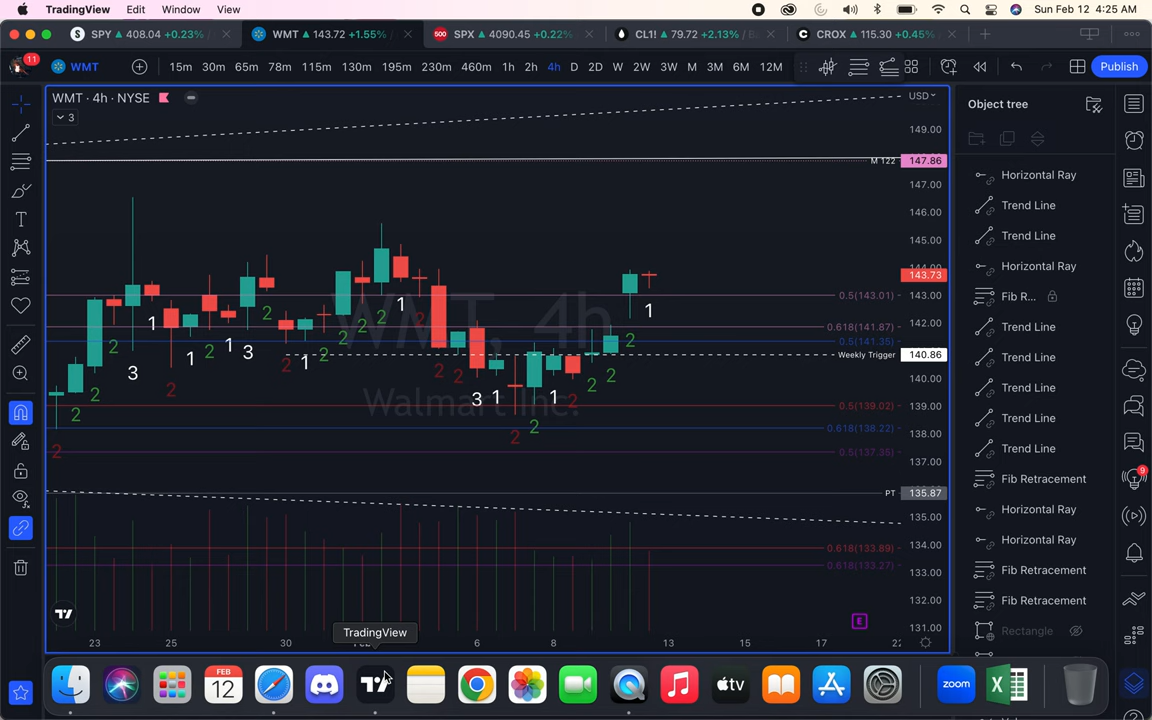 TradingView Edit Window View Sun Feb 12 4:25 AM
SPY 408.04 +0.23% WMT 143.72 +1.55% SPX 4090.45 +0.22% CL1! 79.72 +2.13% CROX 115.30 +0.45%
11 WMT 15m 30m 65m 78m 115m 130m 195m 230m 460m 1h 2h 4h D 2D W 2W 3W M 3M 6M 12M Publish
WMT · 4h · NYSE
USD
3
Object tree
149.00
M 122 147.86
147.00
146.00
145.00
143.73
0.5(143.01) 143.00
0.618(141.87) 142.00
0.5(141.35)
Weekly Trigger 140.86
140.00
0.5(139.02) 139.00
0.618(138.22) 138.00
0.5(137.35) 137.00
PT 135.87
135.00
134.00
0.618(133.89)
0.618(133.27) 133.00
132.00
131.00
WMT, 4h
Walmart Inc.
E
23 25 30 6 8 13 15 17
TradingView
Horizontal Ray
Trend Line
Trend Line
Horizontal Ray
Fib R...
Trend Line
Trend Line
Trend Line
Trend Line
Trend Line
Fib Retracement
Horizontal Ray
Horizontal Ray
Fib Retracement
Fib Retracement
Rectangle
9
FEB
12
tv
zoom
X